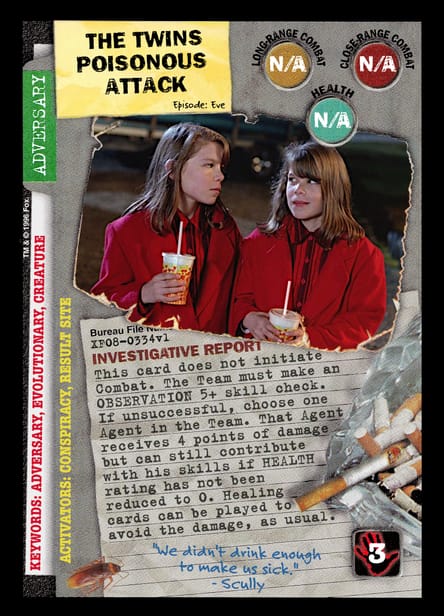 THE TWINS
POISONOUS
ATTACK
Episode: Eve
LONG-RANGE COMBAT
N/A
CLOSE-RANGE COMBAT
N/A
HEALTH
N/A
ADVERSARY
TM & © 1996 Fox.
KEYWORDS: ADVERSARY, EVOLUTIONARY, CREATURE
ACTIVATORS: CONSPIRACY, RESULT SITE
Bureau File
XF08-0334v1
INVESTIGATIVE REPORT
This card does not initiate
Combat. The Team must make an
OBSERVATION 5+ skill check.
If unsuccessful, choose one
Agent in the Team. That Agent
receives 4 points of damage
but can still contribute
with his skills if HEALTH
rating has not been
reduced to 0. Healing
cards can be played to
avoid the damage, as usual.
"We didn't drink enough
to make us sick."
- Scully
3